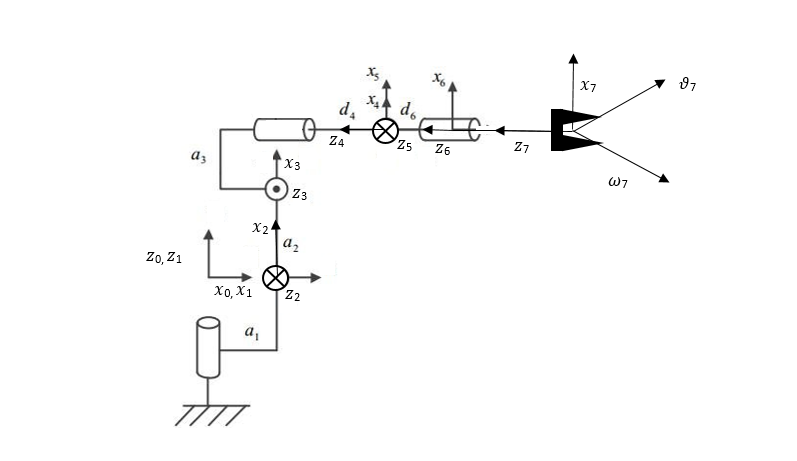 x₇
ϑ₇
x₅
x₆
d₄
x₄
d₆
z₄
z₅
z₆
z₇
a₃
x₃
z₃
ω₇
x₂
a₂
z₀, z₁
x₀, x₁
z₂
a₁